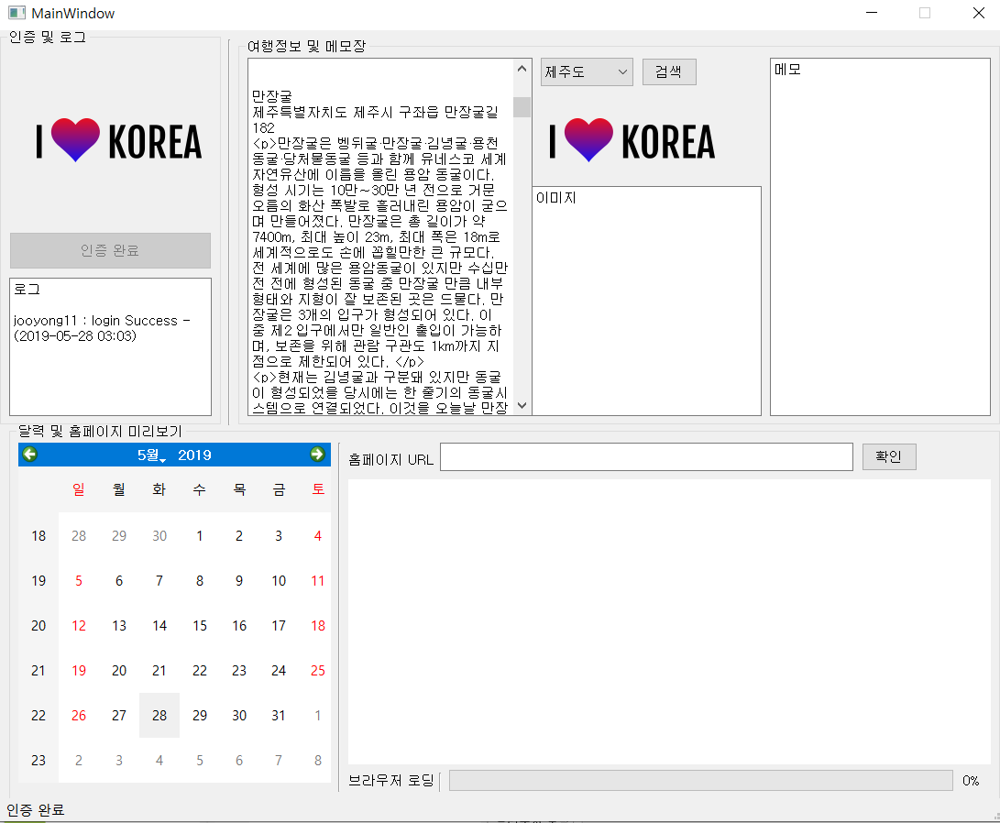 MainWindow
인증 및 로그
I KOREA
인증 완료
로그
jooyong11 : login Success -
(2019-05-28 03:03)
여행정보 및 메모장
만장굴
제주특별자치도 제주시 구좌읍 만장굴길
182
<p>만장굴은 벵뒤굴·만장굴·김녕굴·용천
동굴·당처물동굴 등과 함께 유네스코 세계
자연유산에 이름을 올린 용암 동굴이다.
형성 시기는 10만~30만 년 전으로 거문
오름의 화산 폭발로 흘러내린 용암이 굳으
며 만들어졌다. 만장굴은 총 길이가 약
7400m, 최대 높이 23m, 최대 폭은 18m로
세계적으로도 손에 꼽힐만한 큰 규모다.
전 세계에 많은 용암동굴이 있지만 수십만
전 전에 형성된 동굴 중 만장굴 만큼 내부
형태와 지형이 잘 보존된 곳은 드물다. 만
장굴은 3개의 입구가 형성되어 있다. 이
중 제2 입구에서만 일반인 출입이 가능하
며, 보존을 위해 관람 구관도 1km까지 지
점으로 제한되어 있다. </p>
<p>현재는 김녕굴과 구분돼 있지만 동굴
이 형성되었을 당시에는 한 줄기의 동굴시
스템으로 연결되었다. 이것을 오늘날 만장
제주도
검색
I KOREA
이미지
메모
달력 및 홈페이지 미리보기
5월, 2019
일 월 화 수 목 금 토
18 28 29 30 1 2 3 4
19 5 6 7 8 9 10 11
20 12 13 14 15 16 17 18
21 19 20 21 22 23 24 25
22 26 27 28 29 30 31 1
23 2 3 4 5 6 7 8
홈페이지 URL
확인
브라우저 로딩
0%
인증 완료